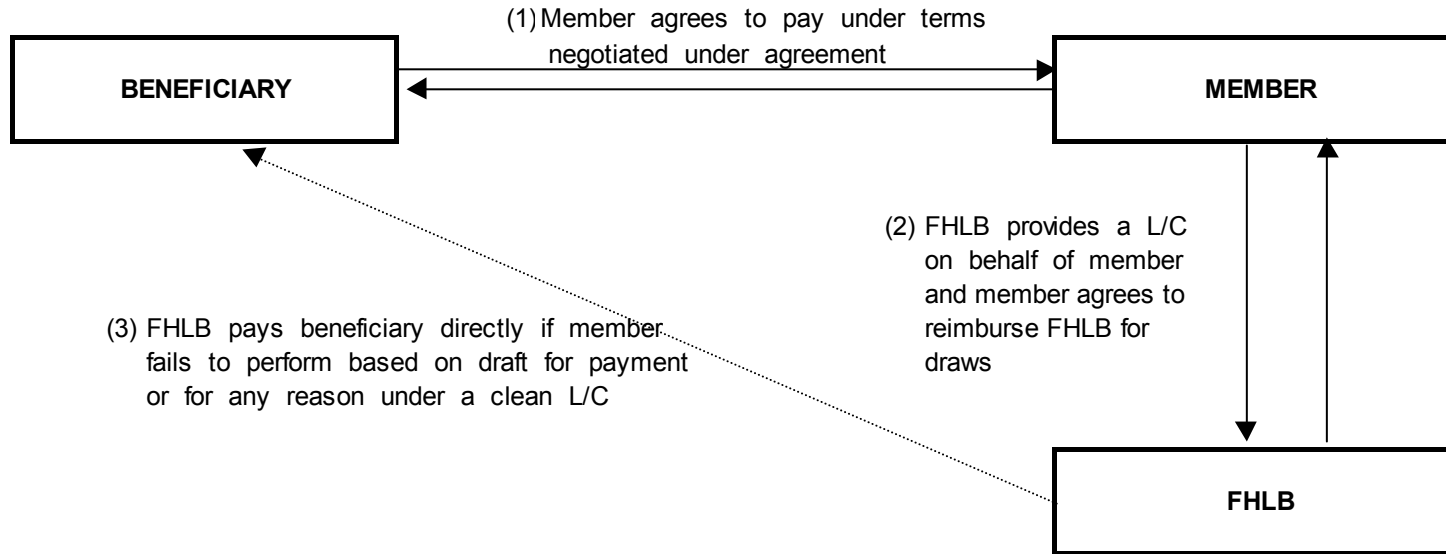 (1) Member agrees to pay under terms
negotiated under agreement
BENEFICIARY
MEMBER
(2) FHLB provides a L/C
on behalf of member
and member agrees to
reimburse FHLB for
draws
(3) FHLB pays beneficiary directly if member
fails to perform based on draft for payment
or for any reason under a clean L/C
FHLB